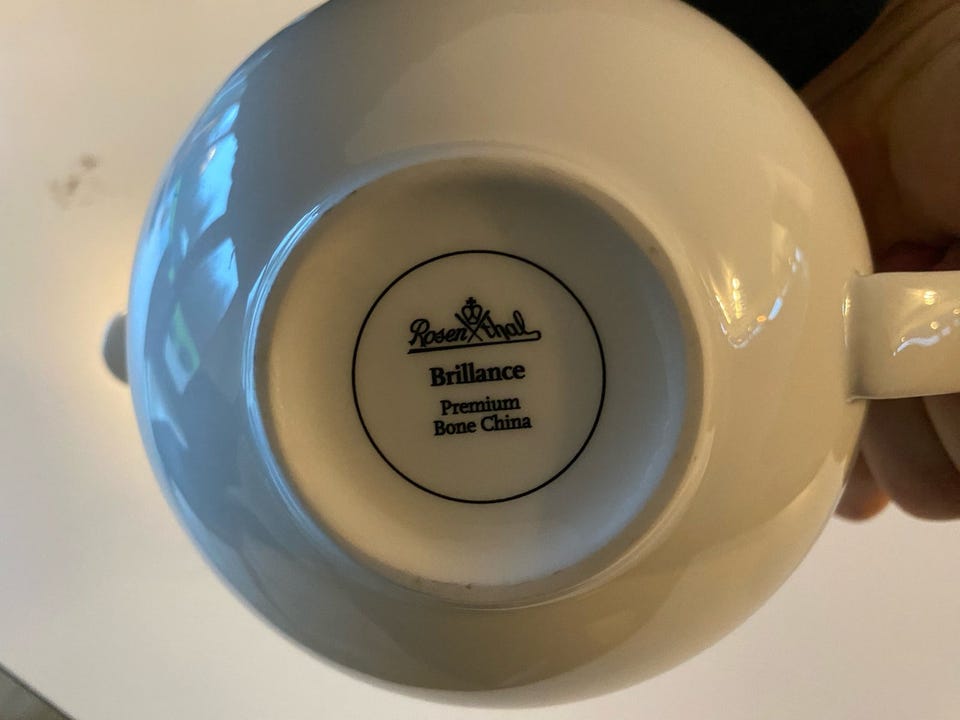 Rosenthal
Brillance
Premium
Bone China